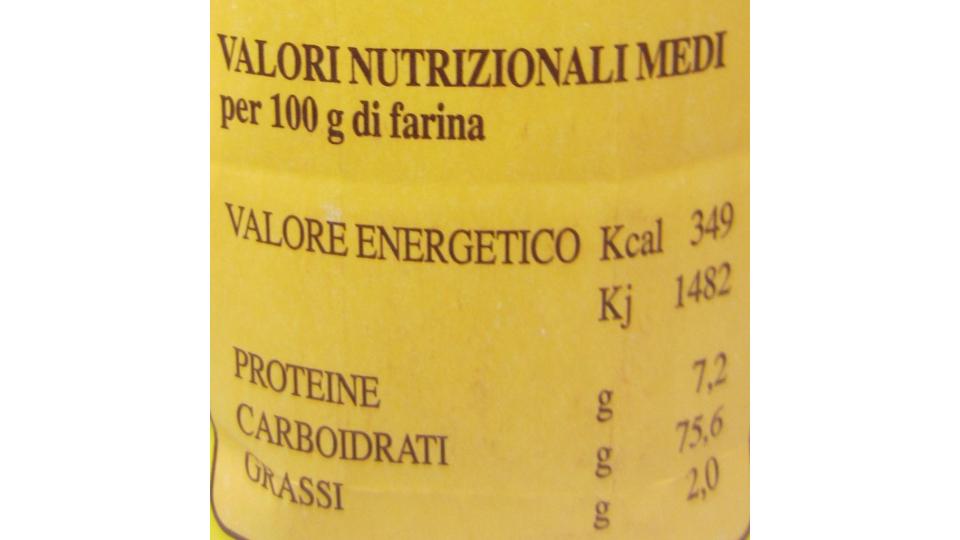 VALORI NUTRIZIONALI MEDI
per 100 g di farina
VALORE ENERGETICO Kcal 349
Kj 1482
PROTEINE g 7,2
CARBOIDRATI g 75,6
GRASSI g 2,0